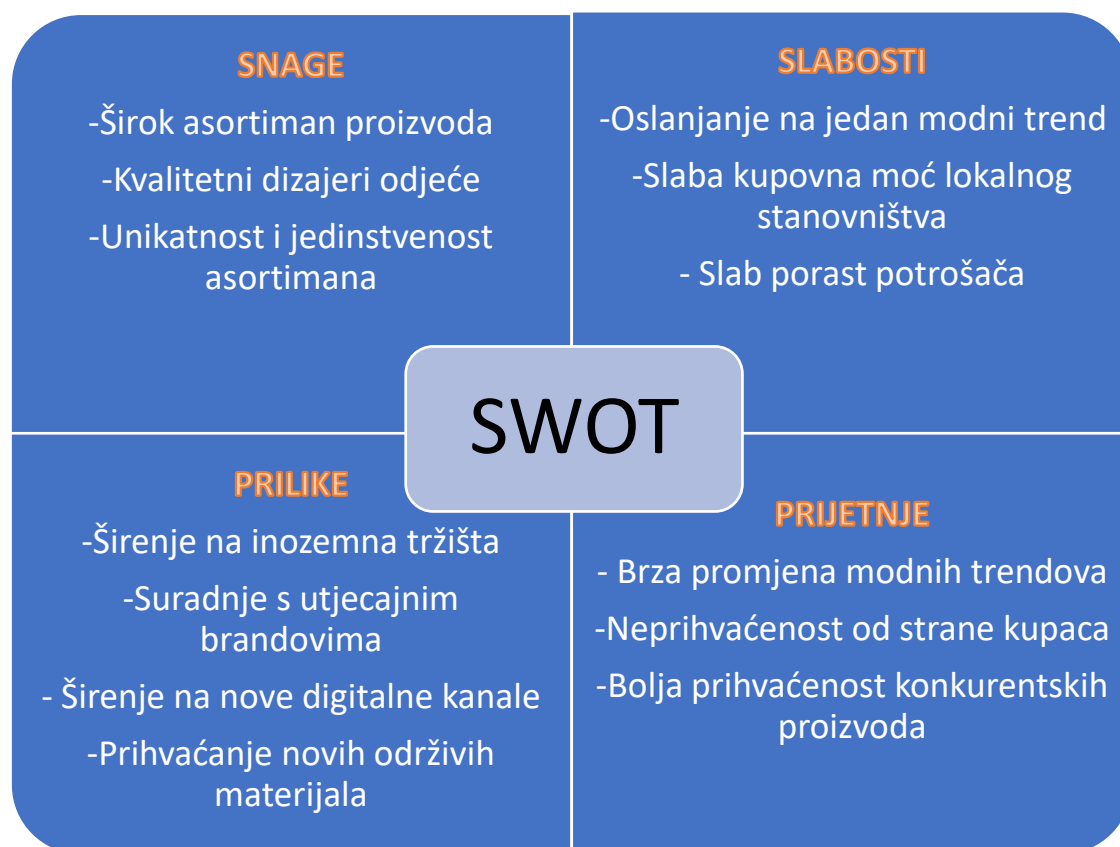 SNAGE
-Širok asortiman proizvoda
-Kvalitetni dizajeri odjeće
-Unikatnost i jedinstvenost
asortimana
SLABOSTI
-Oslanjanje na jedan modni trend
-Slaba kupovna moć lokalnog
stanovništva
- Slab porast potrošača
SWOT
PRILIKE
-Širenje na inozemna tržišta
-Suradnje s utjecajnim
brandovima
- Širenje na nove digitalne kanale
-Prihvaćanje novih održivih
materijala
PRIJETNJE
- Brza promjena modnih trendova
-Neprihvaćenost od strane kupaca
-Bolja prihvaćenost konkurentskih
proizvoda